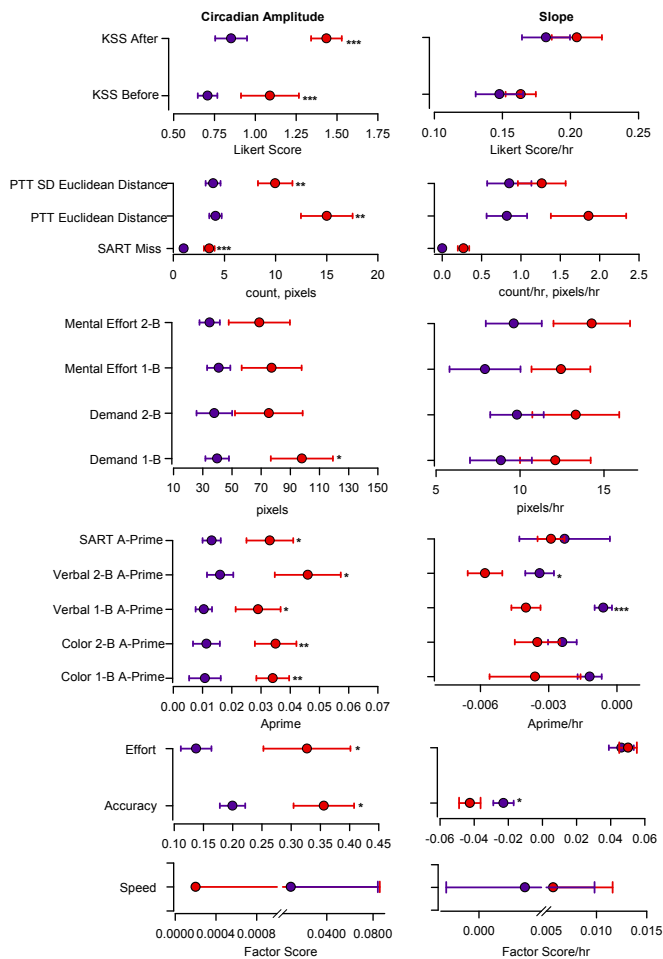 Circadian Amplitude Slope
KSS After
***
KSS Before
***
0.50 0.75 1.00 1.25 1.50 1.75 0.10 0.15 0.20 0.25
Likert Score Likert Score/hr
PTT SD Euclidean Distance
**
PTT Euclidean Distance
**
SART Miss
***
0 5 10 15 20 0.0 0.5 1.0 1.5 2.0 2.5
count, pixels count/hr, pixels/hr
Mental Effort 2-B
Mental Effort 1-B
Demand 2-B
Demand 1-B
*
10 30 50 70 90 110 130 150 5 10 15
pixels pixels/hr
SART A-Prime
*
Verbal 2-B A-Prime
* *
Verbal 1-B A-Prime
* ***
Color 2-B A-Prime
**
Color 1-B A-Prime
**
0.00 0.01 0.02 0.03 0.04 0.05 0.06 0.07 -0.006 -0.003 0.000
Aprime Aprime/hr
Effort
*
Accuracy
* *
0.10 0.15 0.20 0.25 0.30 0.35 0.40 0.45 -0.06 -0.04 -0.02 0.00 0.02 0.04 0.06
Speed
0.0000 0.0004 0.0008 0.0400 0.0800 0.000 0.005 0.010 0.015
Factor Score Factor Score/hr